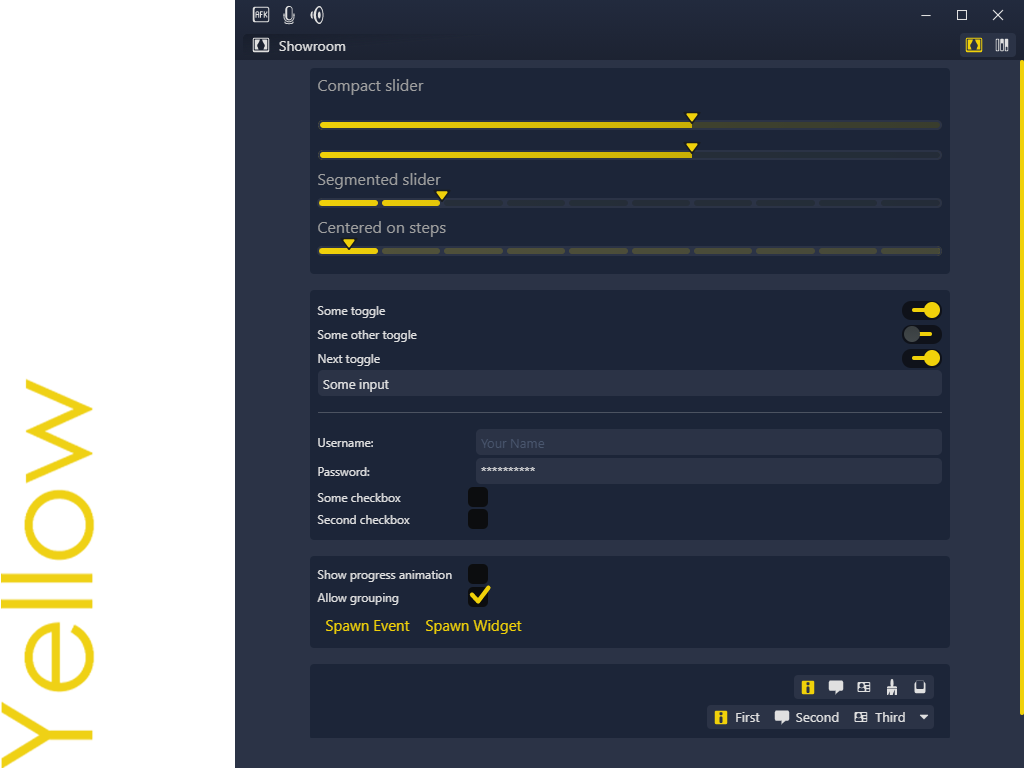 Yellow
AFK
Showroom
Compact slider
Segmented slider
Centered on steps
Some toggle
Some other toggle
Next toggle
Some input
Username: Your Name
Password: **********
Some checkbox
Second checkbox
Show progress animation
Allow grouping
Spawn Event Spawn Widget
First Second Third